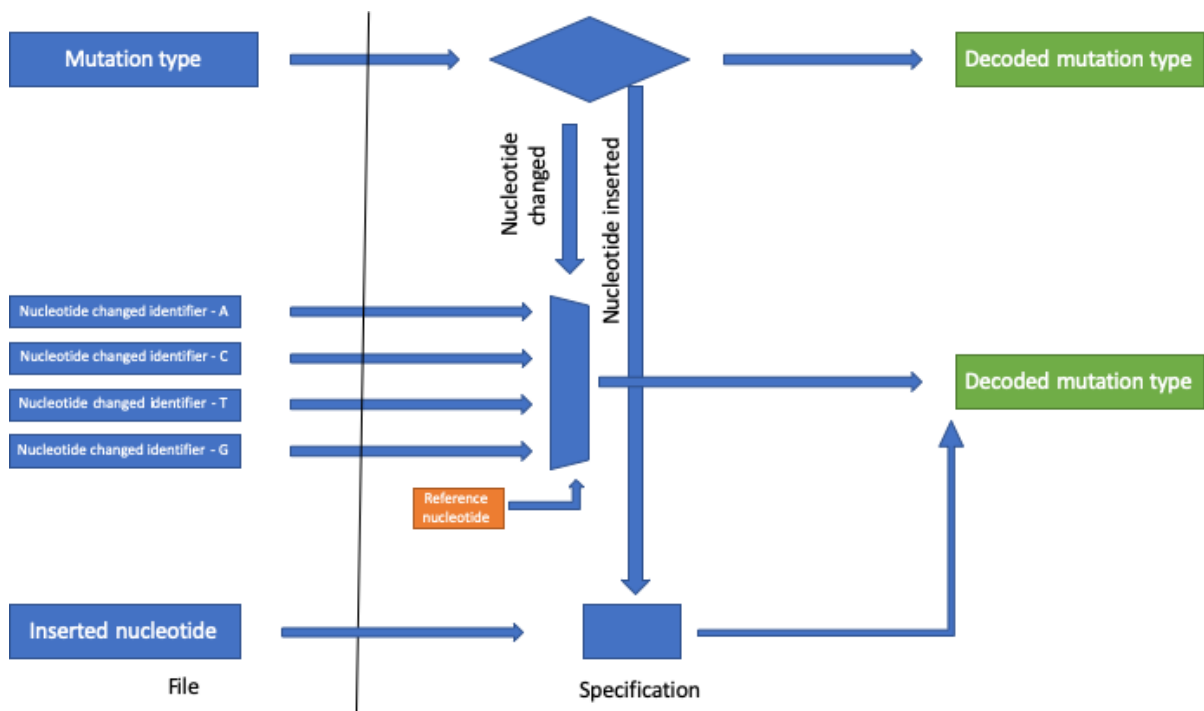 Mutation type
Decoded mutation type
Nucleotide
changed
Nucleotide inserted
Nucleotide changed identifier - A
Nucleotide changed identifier - C
Nucleotide changed identifier - T
Nucleotide changed identifier - G
Decoded mutation type
Reference
nucleotide
Inserted nucleotide
File
Specification